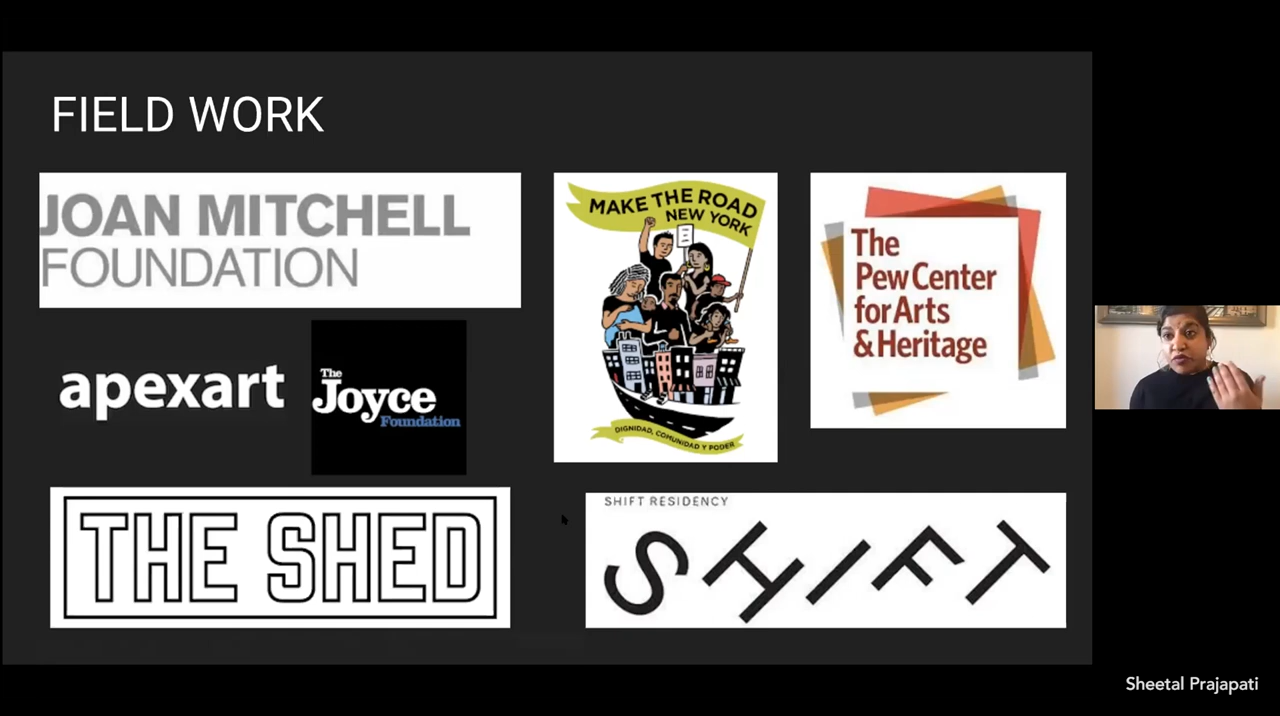 FIELD WORK
JOAN MITCHELL
FOUNDATION
MAKE THE ROAD
NEW YORK
DIGNIDAD, COMUNIDAD Y PODER
The
Pew Center
for Arts
& Heritage
apexart
The
Joyce
Foundation
THE SHED
SHIFT RESIDENCY
SHIFT
Sheetal Prajapati